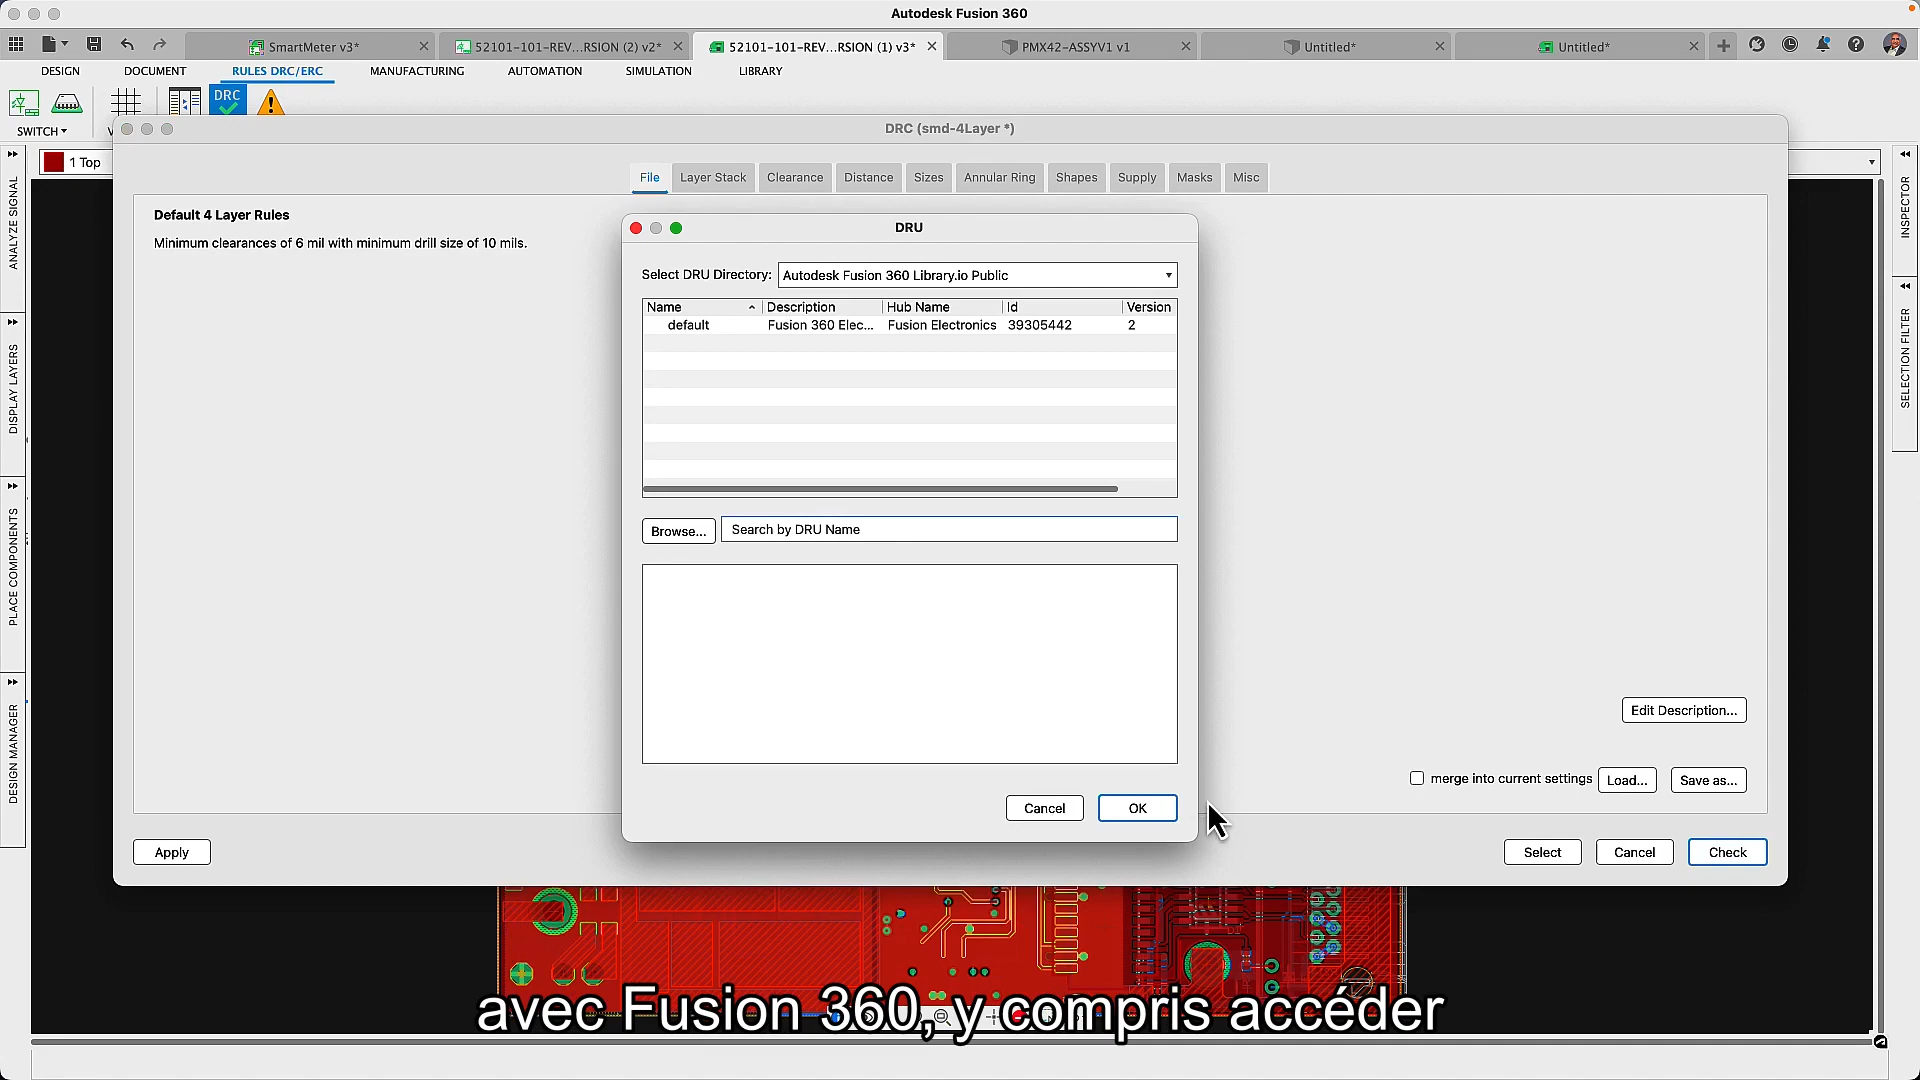 Autodesk Fusion 360
SmartMeter v3*
52101-101-REV...RSION (2) v2*
52101-101-REV...RSION (1) v3*
PMX42-ASSYV1 v1
Untitled*
Untitled*
DESIGN
DOCUMENT
RULES DRC/ERC
MANUFACTURING
AUTOMATION
SIMULATION
LIBRARY
DRC
SWITCH
1 Top
DRC (smd-4Layer *)
File
Layer Stack
Clearance
Distance
Sizes
Annular Ring
Shapes
Supply
Masks
Misc
Default 4 Layer Rules
Minimum clearances of 6 mil with minimum drill size of 10 mils.
DRU
Select DRU Directory:
Autodesk Fusion 360 Library.io Public
Name Description Hub Name Id Version
default Fusion 360 Elec... Fusion Electronics 39305442 2
Browse...
Search by DRU Name
Cancel
OK
Edit Description...
merge into current settings
Load...
Save as...
Apply
Select
Cancel
Check
ANALYZE SIGNAL
DISPLAY LAYERS
PLACE COMPONENTS
DESIGN MANAGER
INSPECTOR
SELECTION FILTER
avec Fusion 360, y compris accéder